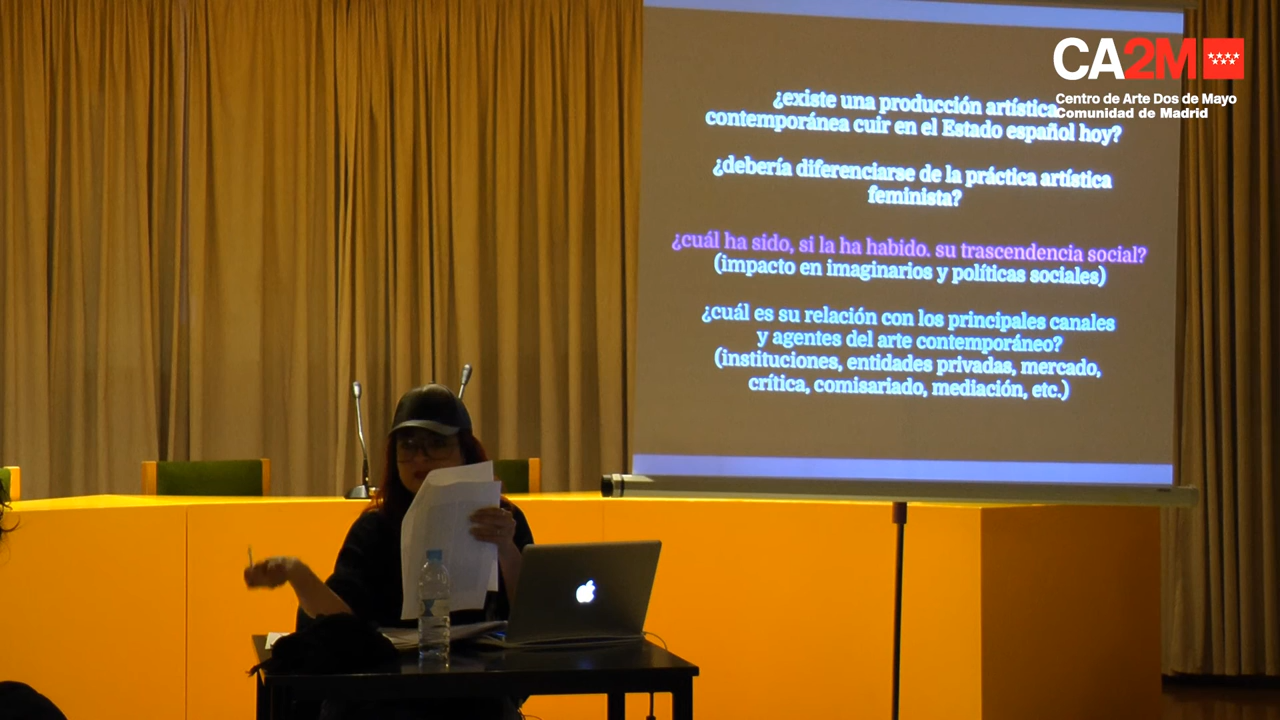 CA2M
Centro de Arte Dos de Mayo
Comunidad de Madrid
¿existe una producción artística
contemporánea cuir en el Estado español hoy?
¿debería diferenciarse de la práctica artística
feminista?
¿cuál ha sido, si la ha habido. su trascendencia social?
(impacto en imaginarios y políticas sociales)
¿cuál es su relación con los principales canales
y agentes del arte contemporáneo?
(instituciones, entidades privadas, mercado,
crítica, comisariado, mediación, etc.)